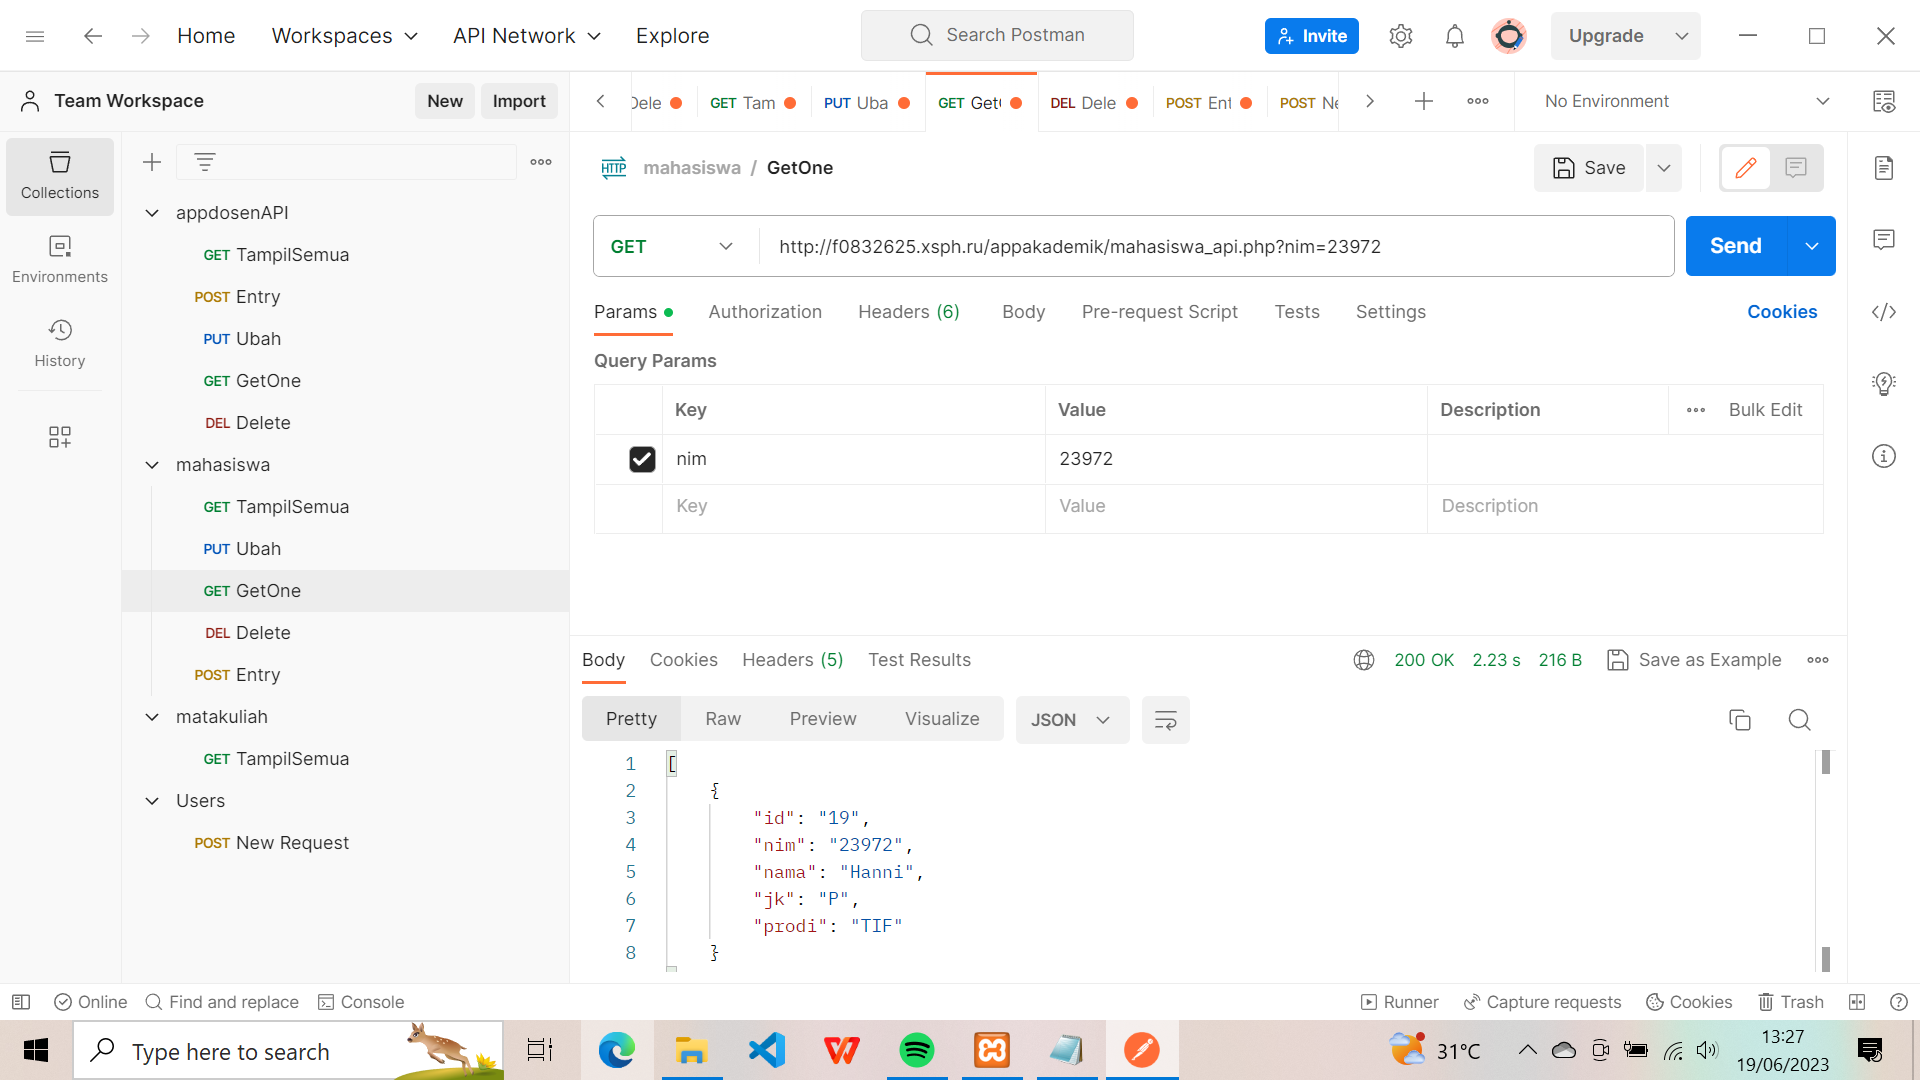 Home
Workspaces
API Network
Explore
Search Postman
Invite
Upgrade
Team Workspace
New
Import
Dele
GET Tam
PUT Uba
GET Get
DEL Dele
POST Ent
POST Ne
No Environment
Collections
Environments
History
appdosenAPI
GET TampilSemua
POST Entry
PUT Ubah
GET GetOne
DEL Delete
mahasiswa
GET TampilSemua
PUT Ubah
GET GetOne
DEL Delete
POST Entry
matakuliah
GET TampilSemua
Users
POST New Request
HTTP mahasiswa / GetOne
Save
GET http://f0832625.xsph.ru/appakademik/mahasiswa_api.php?nim=23972
Send
Params Authorization Headers (6) Body Pre-request Script Tests Settings Cookies
Query Params
Key Value Description Bulk Edit
nim 23972
Key Value Description
Body Cookies Headers (5) Test Results
200 OK 2.23 s 216 B Save as Example
Pretty Raw Preview Visualize JSON
1 [
2 {
3 "id": "19",
4 "nim": "23972",
5 "nama": "Hanni",
6 "jk": "P",
7 "prodi": "TIF"
8 }
Online Find and replace Console
Runner Capture requests Cookies Trash
Type here to search
31°C
13:27
19/06/2023